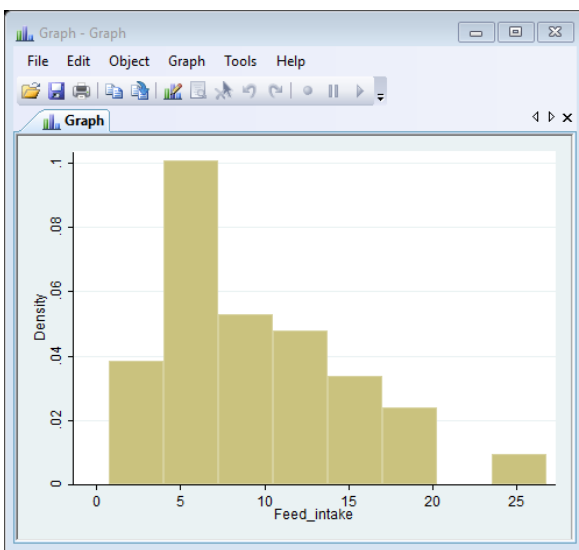 Graph - Graph
File Edit Object Graph Tools Help
Graph
.1
.08
.06
.04
.02
0
Density
0 5 10 15 20 25
Feed_intake